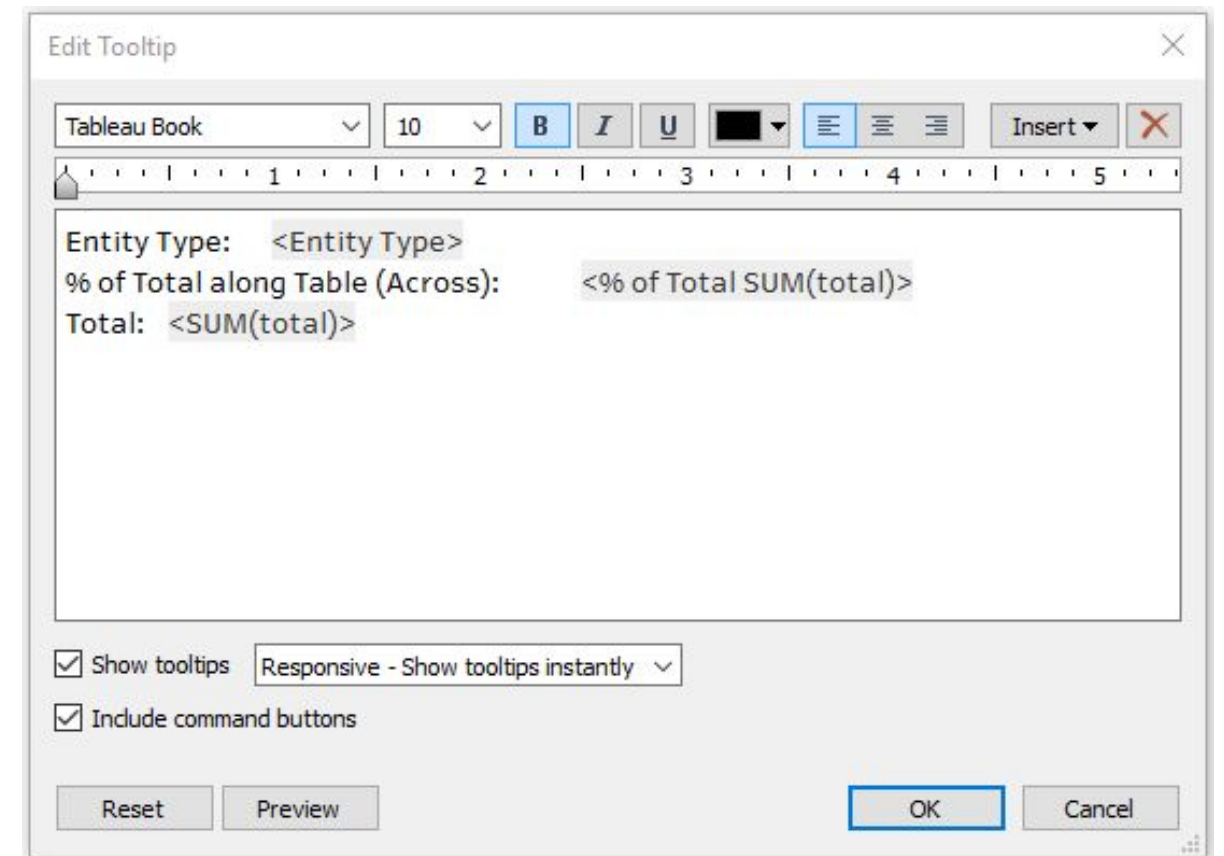 Edit Tooltip
Tableau Book 10 B I U Insert
1 2 3 4 5
Entity Type: <Entity Type>
% of Total along Table (Across): <% of Total SUM(total)>
Total: <SUM(total)>
Show tooltips Responsive - Show tooltips instantly
Include command buttons
Reset Preview OK Cancel